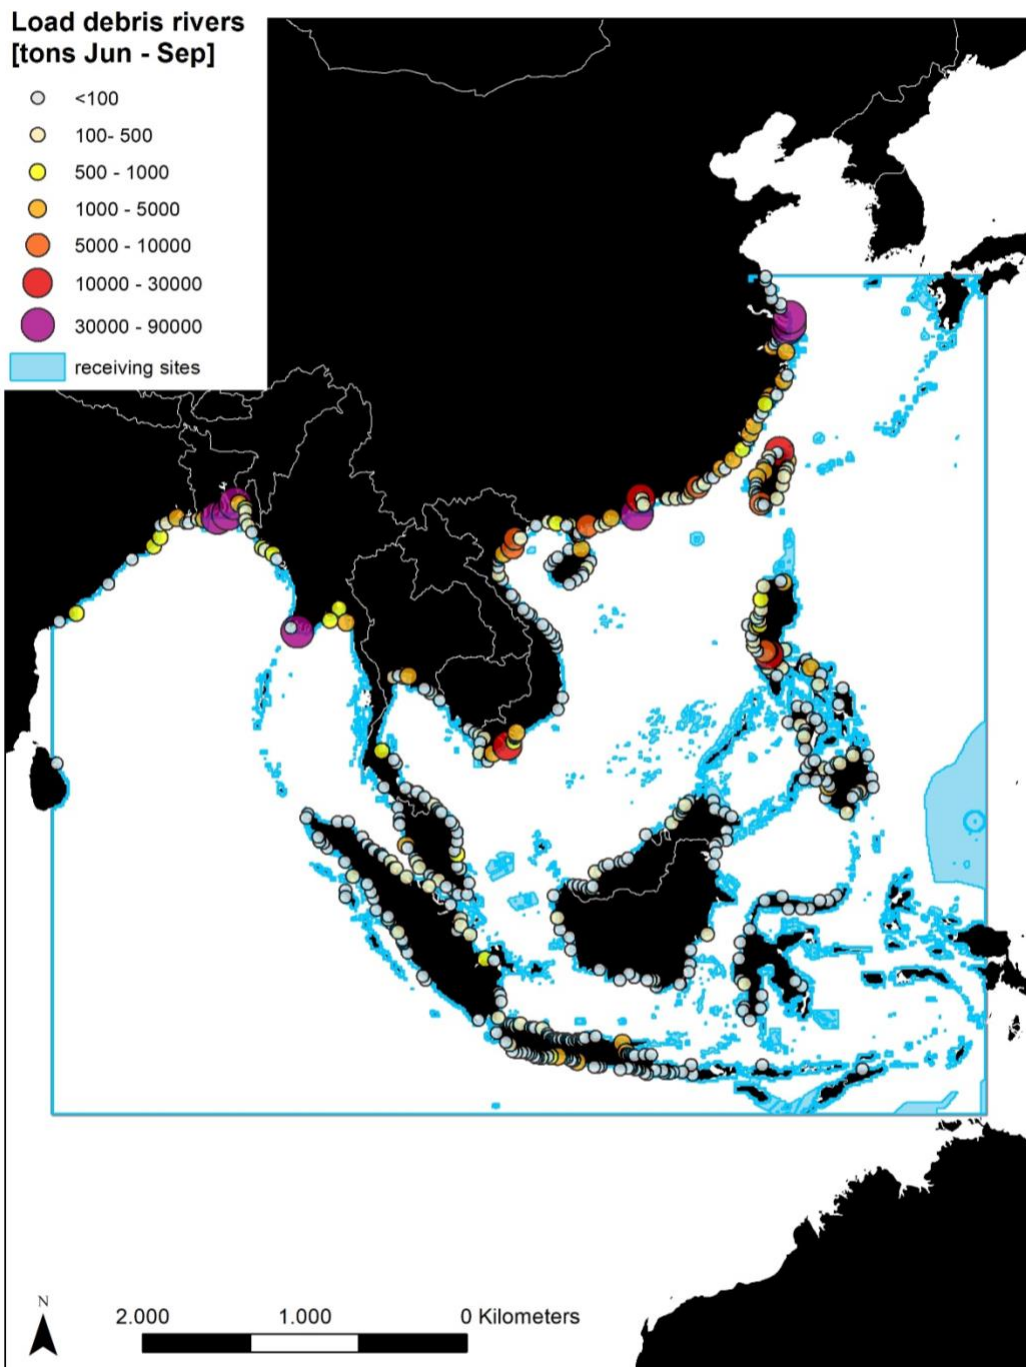 Load debris rivers
[tons Jun - Sep]
<100
100- 500
500 - 1000
1000 - 5000
5000 - 10000
10000 - 30000
30000 - 90000
receiving sites
N
2.000 1.000 0 Kilometers